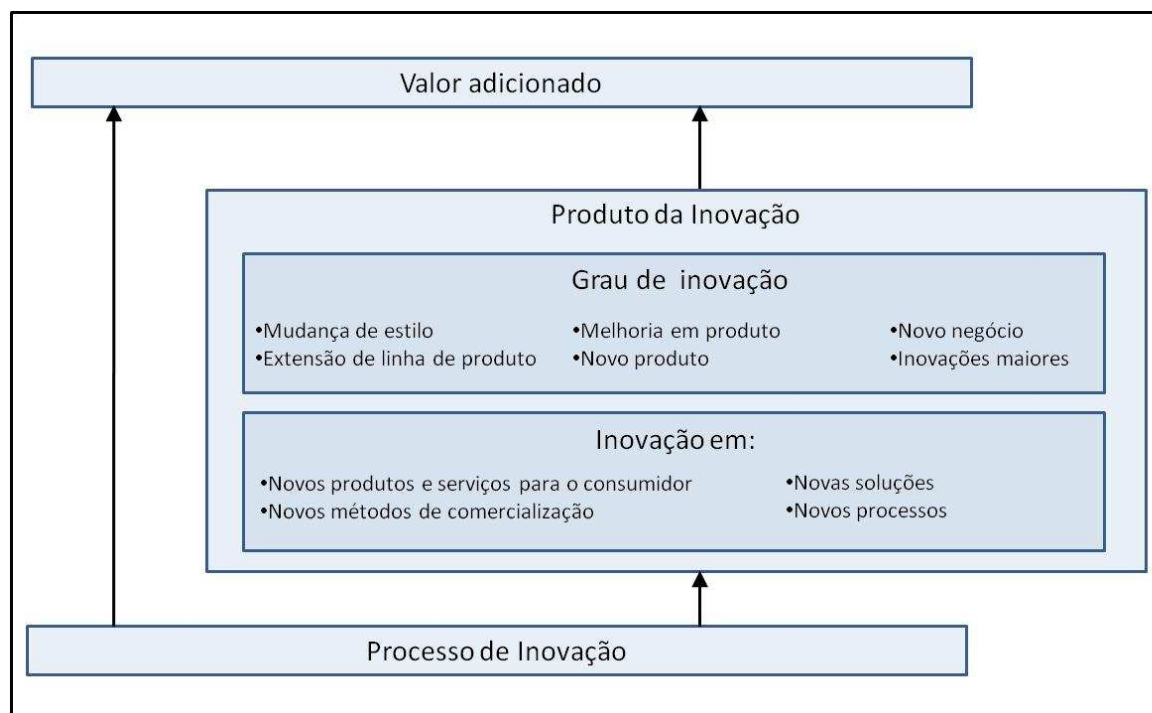 Valor adicionado
Produto da Inovação
Grau de inovação
•Mudança de estilo
•Extensão de linha de produto
•Melhoria em produto
•Novo produto
•Novo negócio
•Inovações maiores
Inovação em:
•Novos produtos e serviços para o consumidor
•Novos métodos de comercialização
•Novas soluções
•Novos processos
Processo de Inovação